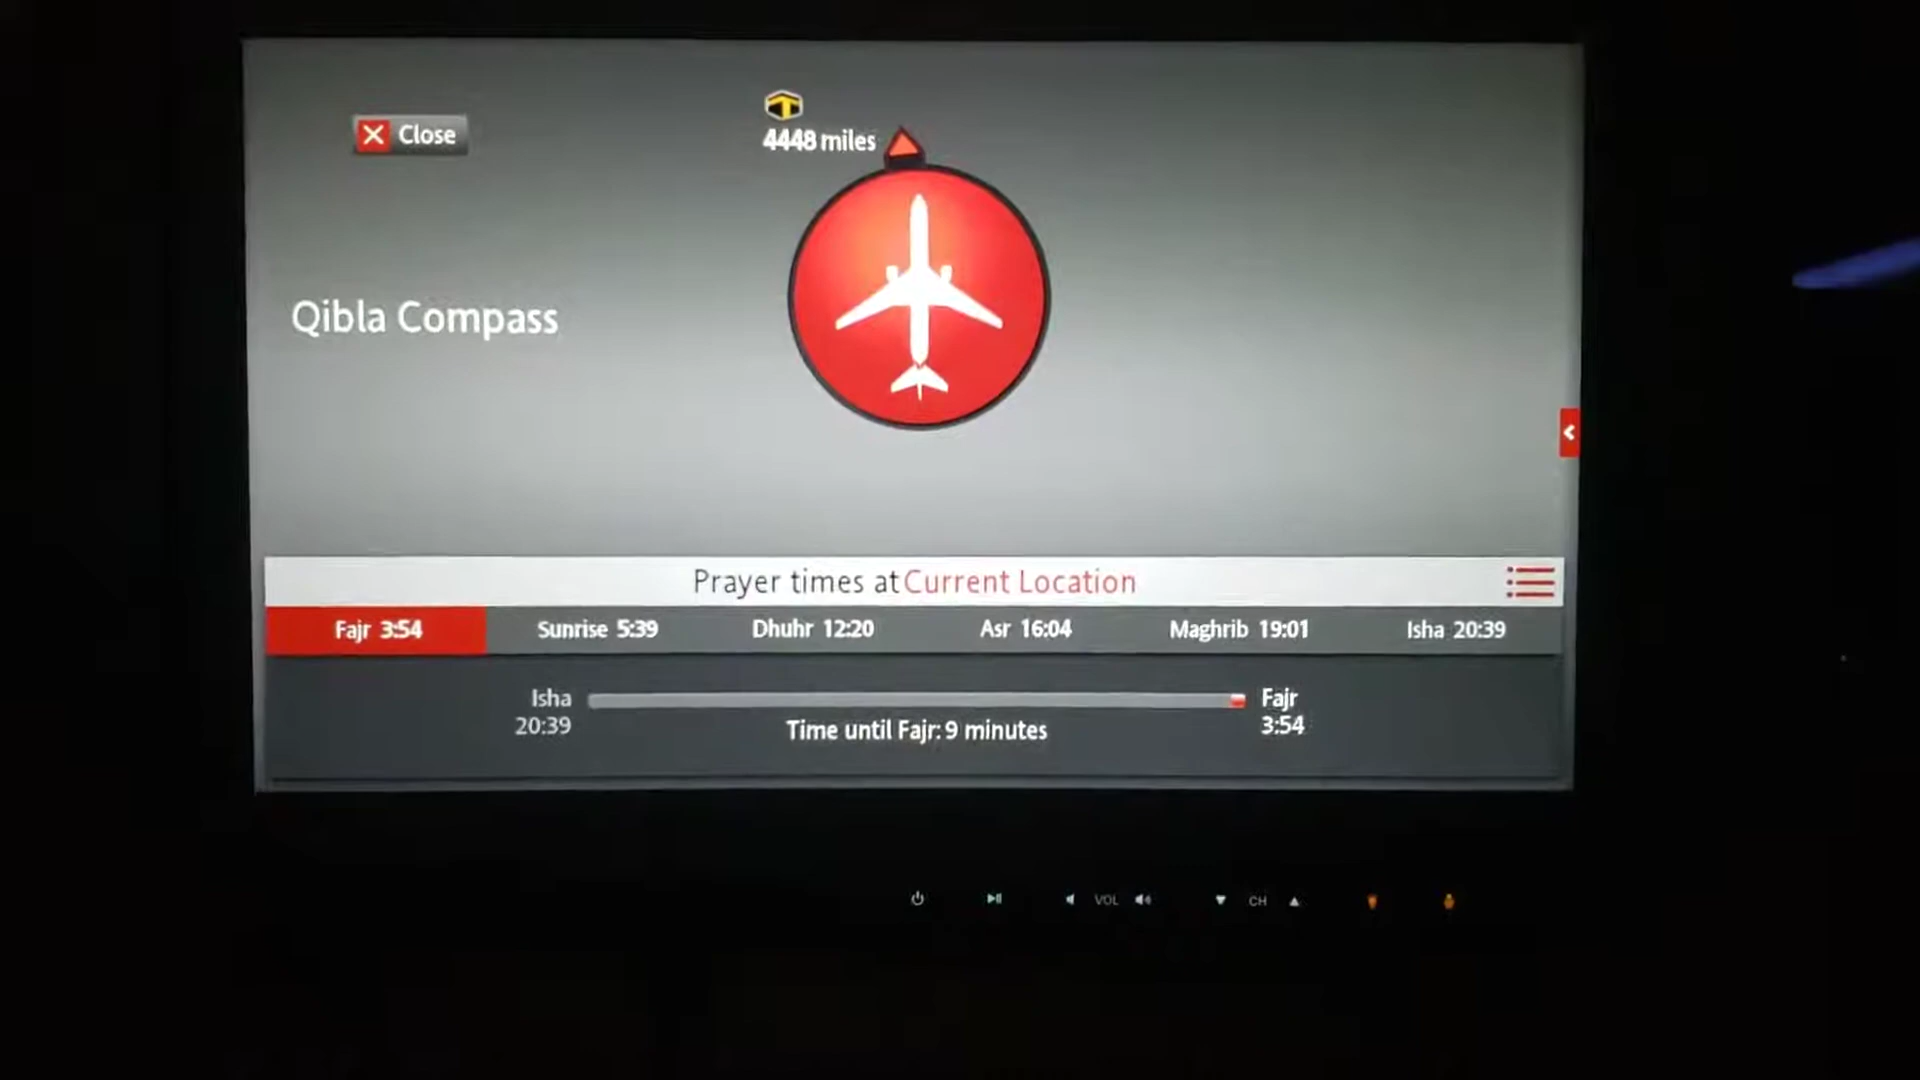 Close
4448 miles
Qibla Compass
Prayer times at Current Location
Fajr 3:54 Sunrise 5:39 Dhuhr 12:20 Asr 16:04 Maghrib 19:01 Isha 20:39
Isha Fajr
20:39 3:54
Time until Fajr: 9 minutes
VOL CH